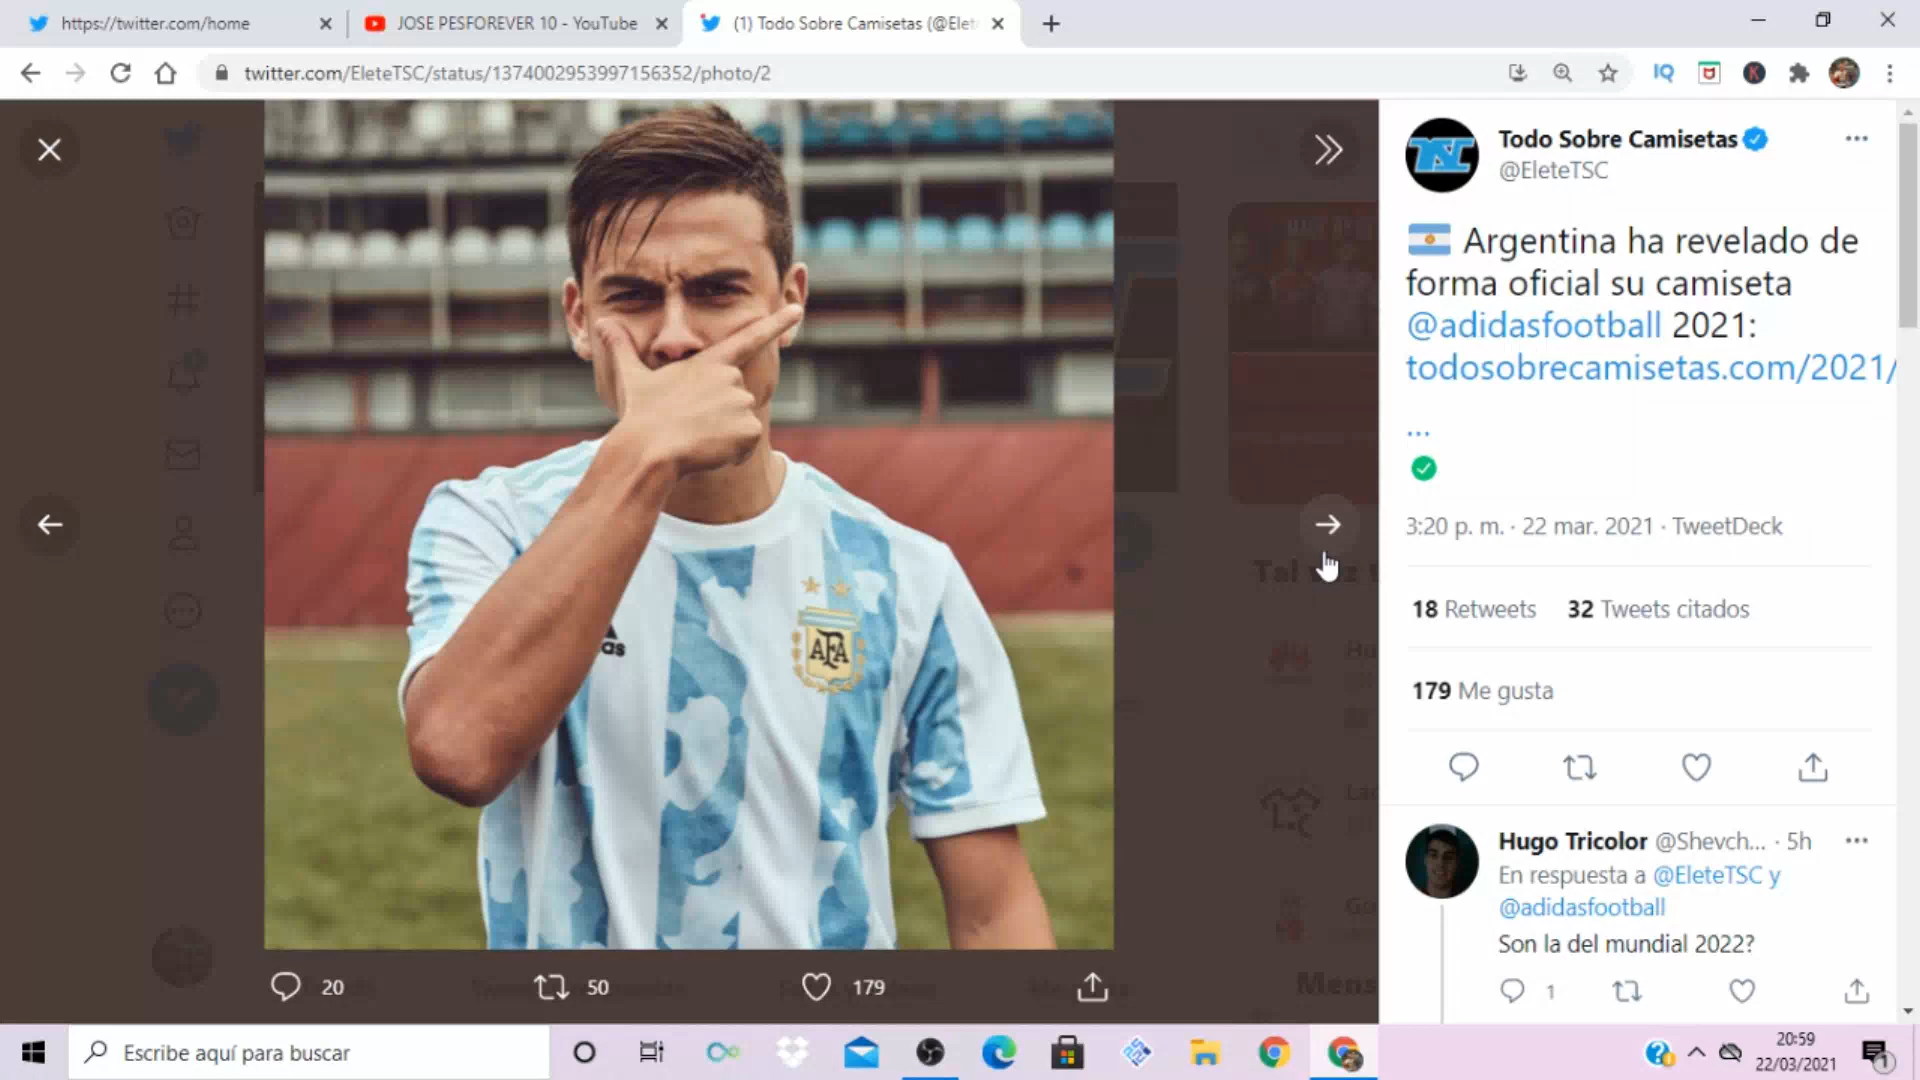 https://twitter.com/home
JOSE PESFOREVER 10 - YouTube
(1) Todo Sobre Camisetas (@Elet
twitter.com/EleteTSC/status/1374002953997156352/photo/2
IQ
K
TSC
Todo Sobre Camisetas
@EleteTSC
Argentina ha revelado de
forma oficial su camiseta
@adidasfootball 2021:
todosobrecamisetas.com/2021/
...
3:20 p. m. · 22 mar. 2021 · TweetDeck
18 Retweets 32 Tweets citados
179 Me gusta
Hugo Tricolor @Shevch... · 5h
En respuesta a @EleteTSC y
@adidasfootball
Son la del mundial 2022?
1
AFA
Tal
Mens
20 50 179
Escribe aquí para buscar
20:59
22/03/2021
1